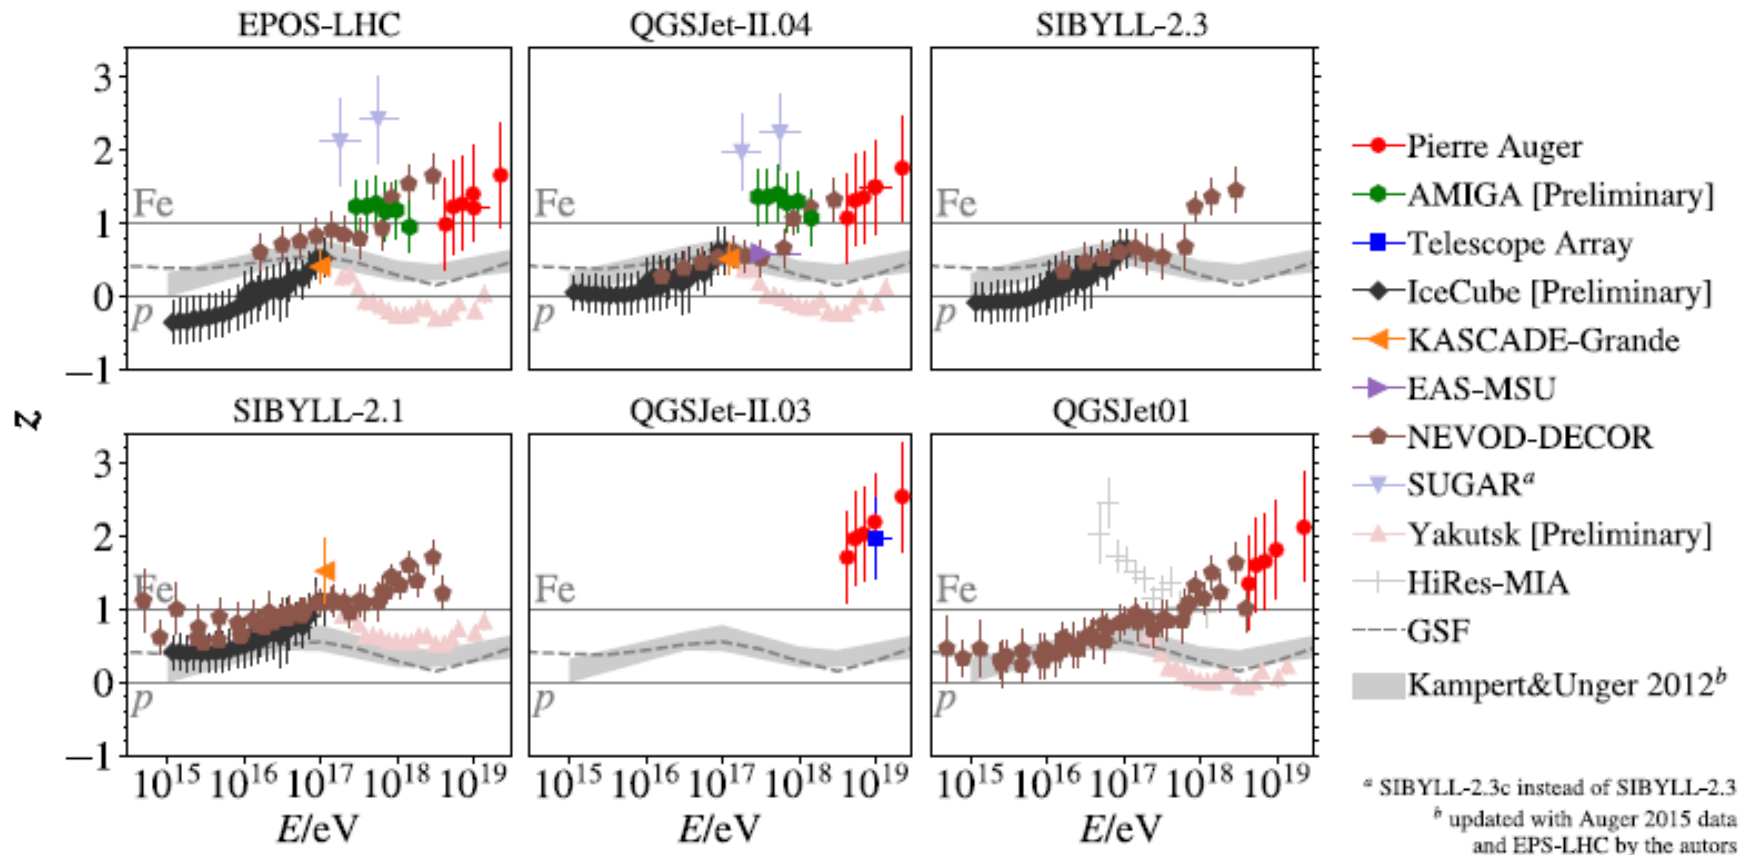 EPOS-LHC QGSJet-II.04 SIBYLL-2.3
3
2
1
0
−1
Fe Fe Fe
p p p
z
SIBYLL-2.1 QGSJet-II.03 QGSJet01
3
2
1
0
−1
Fe Fe Fe
p p p
10^15 10^16 10^17 10^18 10^19 10^15 10^16 10^17 10^18 10^19 10^15 10^16 10^17 10^18 10^19
E/eV E/eV E/eV
Pierre Auger
AMIGA [Preliminary]
Telescope Array
IceCube [Preliminary]
KASCADE-Grande
EAS-MSU
NEVOD-DECOR
SUGAR^a
Yakutsk [Preliminary]
HiRes-MIA
GSF
Kampert&Unger 2012^b
^a SIBYLL-2.3c instead of SIBYLL-2.3
^b updated with Auger 2015 data
and EPS-LHC by the autors